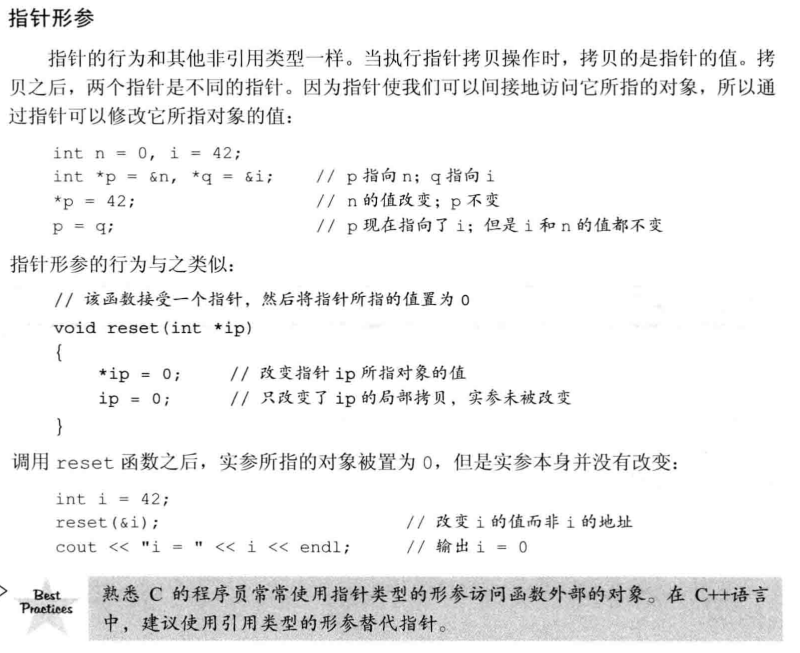 指针形参
指针的行为和其他非引用类型一样。当执行指针拷贝操作时，拷贝的是指针的值。拷
贝之后，两个指针是不同的指针。因为指针使我们可以间接地访问它所指的对象，所以通
过指针可以修改它所指对象的值：
int n = 0, i = 42;
int *p = &n, *q = &i; // p 指向 n；q 指向 i
*p = 42; // n 的值改变；p 不变
p = q; // p 现在指向了 i；但是 i 和 n 的值都不变
指针形参的行为与之类似：
// 该函数接受一个指针，然后将指针所指的值置为 0
void reset(int *ip)
{
*ip = 0; // 改变指针 ip 所指对象的值
ip = 0; // 只改变了 ip 的局部拷贝，实参未被改变
}
调用 reset 函数之后，实参所指的对象被置为 0，但是实参本身并没有改变：
int i = 42;
reset(&i); // 改变 i 的值而非 i 的地址
cout << "i = " << i << endl; // 输出 i = 0
Best
Practices
熟悉 C 的程序员常常使用指针类型的形参访问函数外部的对象。在 C++语言
中，建议使用引用类型的形参替代指针。